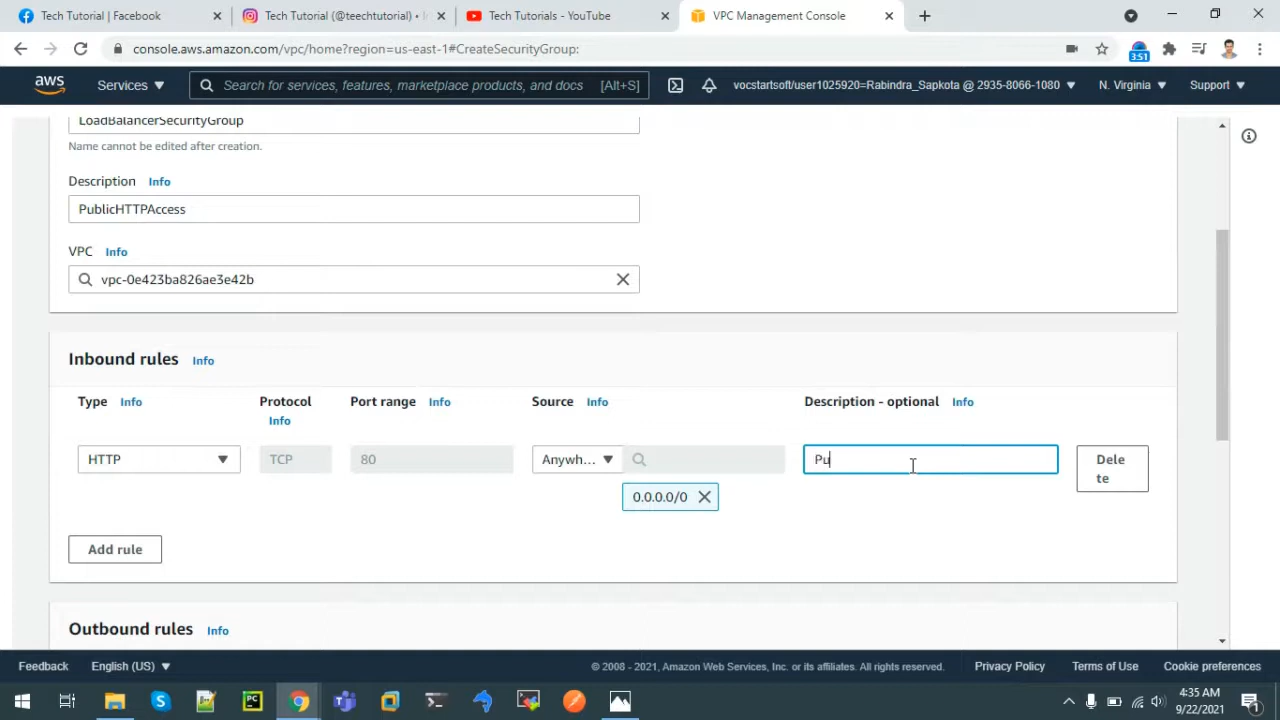 Tech Tutorial | Facebook
Tech Tutorial (@teechtutorial) • I
Tech Tutorials - YouTube
VPC Management Console
console.aws.amazon.com/vpc/home?region=us-east-1#CreateSecurityGroup:
3:51
aws
Services
Search for services, features, marketplace products, and docs [Alt+S]
vocstartsoft/user1025920=Rabindra_Sapkota @ 2935-8066-1080
N. Virginia
Support
LoadBalancerSecurityGroup
Name cannot be edited after creation.
Description Info
PublicHTTPAccess
VPC Info
vpc-0e423ba826ae3e42b
Inbound rules Info
Type Info
Protocol
Info
Port range Info
Source Info
Description - optional Info
HTTP
TCP
80
Anywh...
Pu
Dele
te
0.0.0.0/0
Add rule
Outbound rules Info
Feedback
English (US)
© 2008 - 2021, Amazon Web Services, Inc. or its affiliates. All rights reserved.
Privacy Policy
Terms of Use
Cookie preferences
4:35 AM
9/22/2021